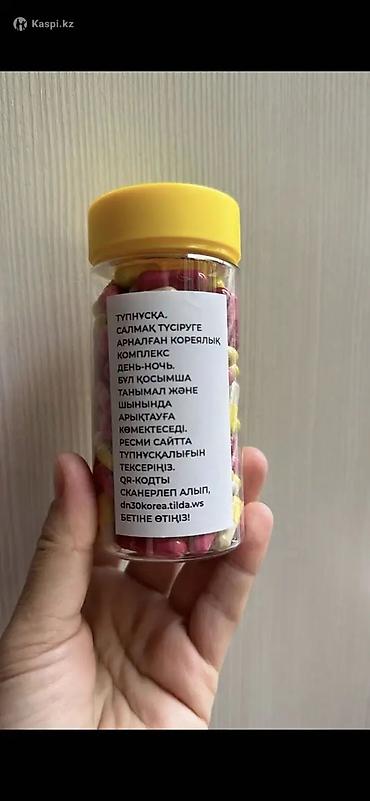 Kaspi.kz
ТҮПНҰСҚА.
САЛМАҚ ТҮСІРУГЕ
АРНАЛҒАН КОРЕЯЛЫҚ
КОМПЛЕКС
ДЕНЬ-НОЧЬ.
БҰЛ ҚОСЫМША
ТАНЫМАЛ ЖӘНЕ
ШЫНЫНДА
АРЫҚТАУҒА
КӨМЕКТЕСЕДІ.
РЕСМИ САЙТТА
ТҮПНҰСҚАЛЫҒЫН
ТЕКСЕРІҢІЗ.
QR-КОДТЫ
СКАНЕРЛЕП АЛЫП,
dn30korea.tilda.ws
БЕТІНЕ ӨТІҢІЗ!